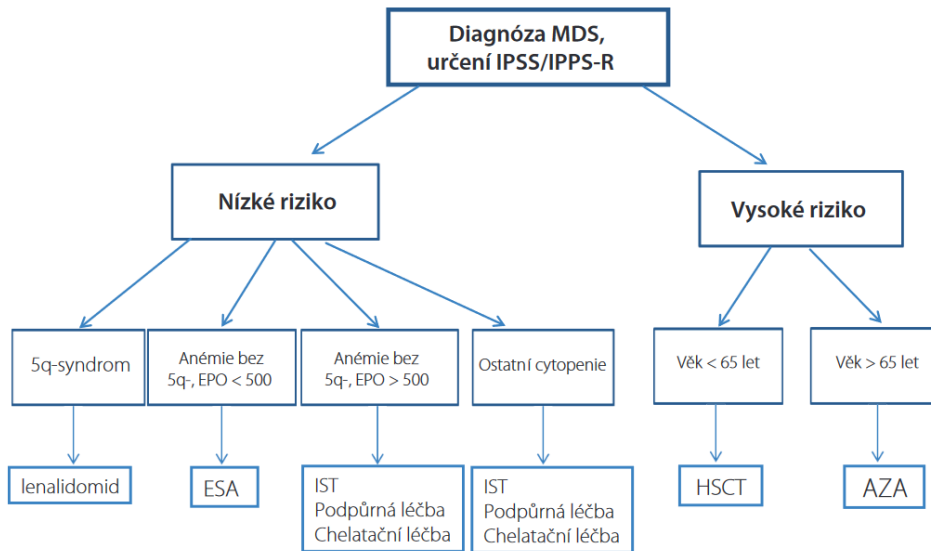 Diagnóza MDS,
určení IPSS/IPPS-R
Nízké riziko
Vysoké riziko
5q-syndrom
Anémie bez
5q-, EPO < 500
Anémie bez
5q-, EPO > 500
Ostatní cytopenie
Věk < 65 let
Věk > 65 let
lenalidomid
ESA
IST
Podpůrná léčba
Chelatační léčba
IST
Podpůrná léčba
Chelatační léčba
HSCT
AZA